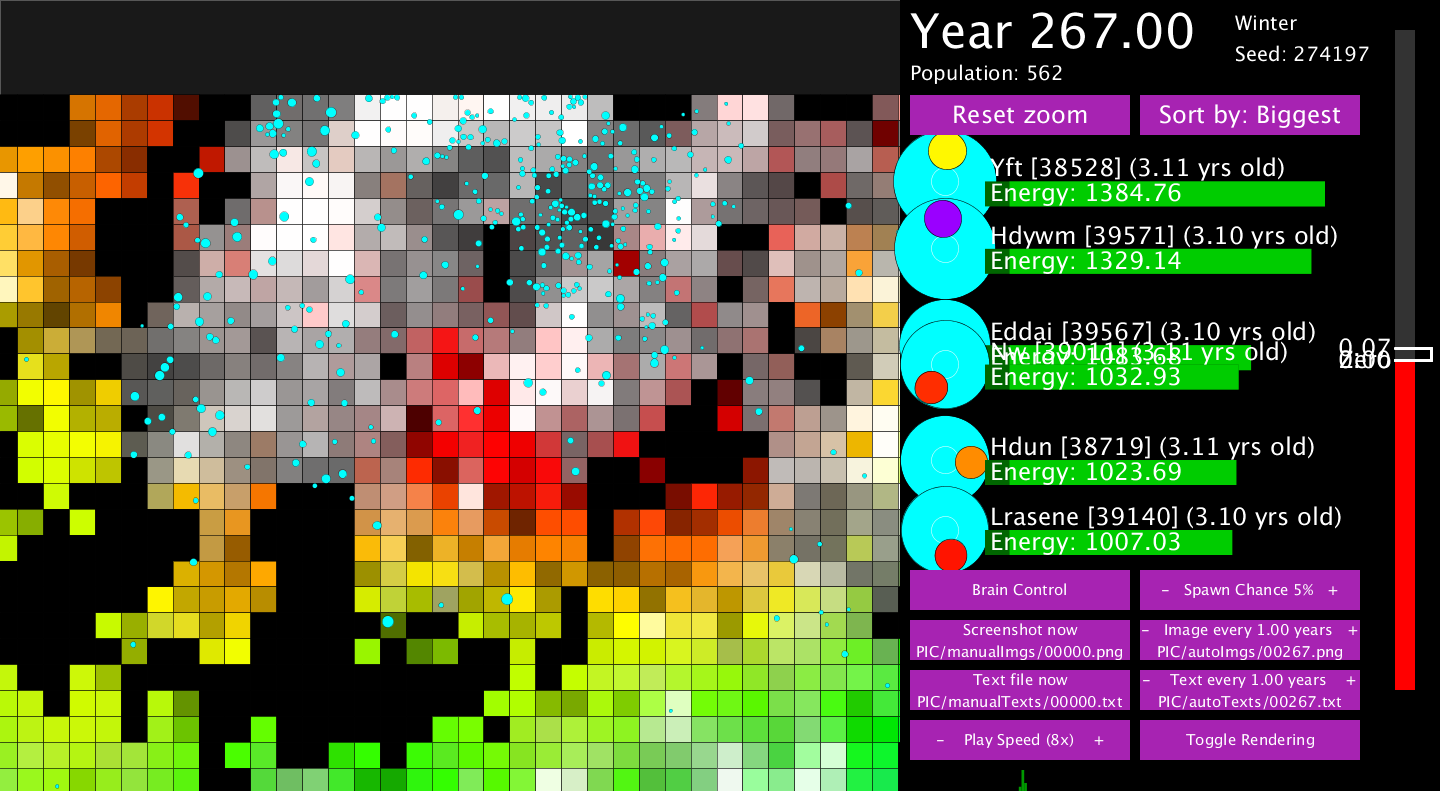 Year 267.00
Winter
Seed: 274197
Population: 562
Reset zoom
Sort by: Biggest
Yft [38528] (3.11 yrs old)
Energy: 1384.76
Hdywm [39571] (3.10 yrs old)
Energy: 1329.14
Eddai [39567] (3.10 yrs old)
Energy: 1032.93
0.07
Hdun [38719] (3.11 yrs old)
Energy: 1023.69
Lrasene [39140] (3.10 yrs old)
Energy: 1007.03
Brain Control
- Spawn Chance 5% +
Screenshot now
PIC/manualImgs/00000.png
- Image every 1.00 years +
PIC/autoImgs/00267.png
Text file now
PIC/manualTexts/00000.txt
- Text every 1.00 years +
PIC/autoTexts/00267.txt
- Play Speed (8x) +
Toggle Rendering